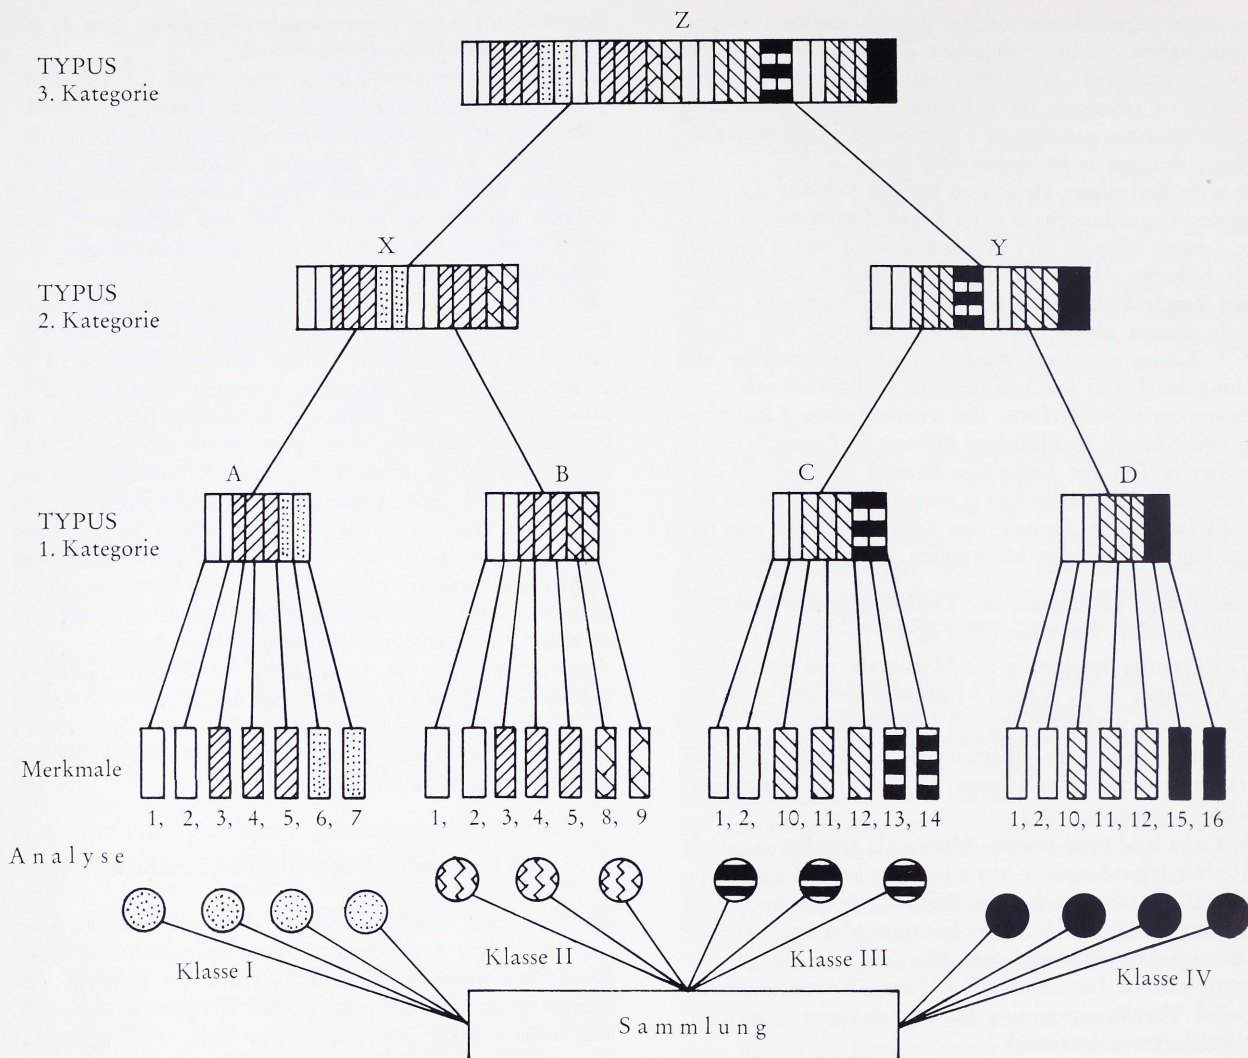 Z
TYPUS
3. Kategorie
X
Y
TYPUS
2. Kategorie
A
B
C
D
TYPUS
1. Kategorie
Merkmale
1, 2, 3, 4, 5, 6, 7
1, 2, 3, 4, 5, 8, 9
1, 2, 10, 11, 12, 13, 14
1, 2, 10, 11, 12, 15, 16
Analyse
Klasse I
Klasse II
Klasse III
Klasse IV
Sammlung